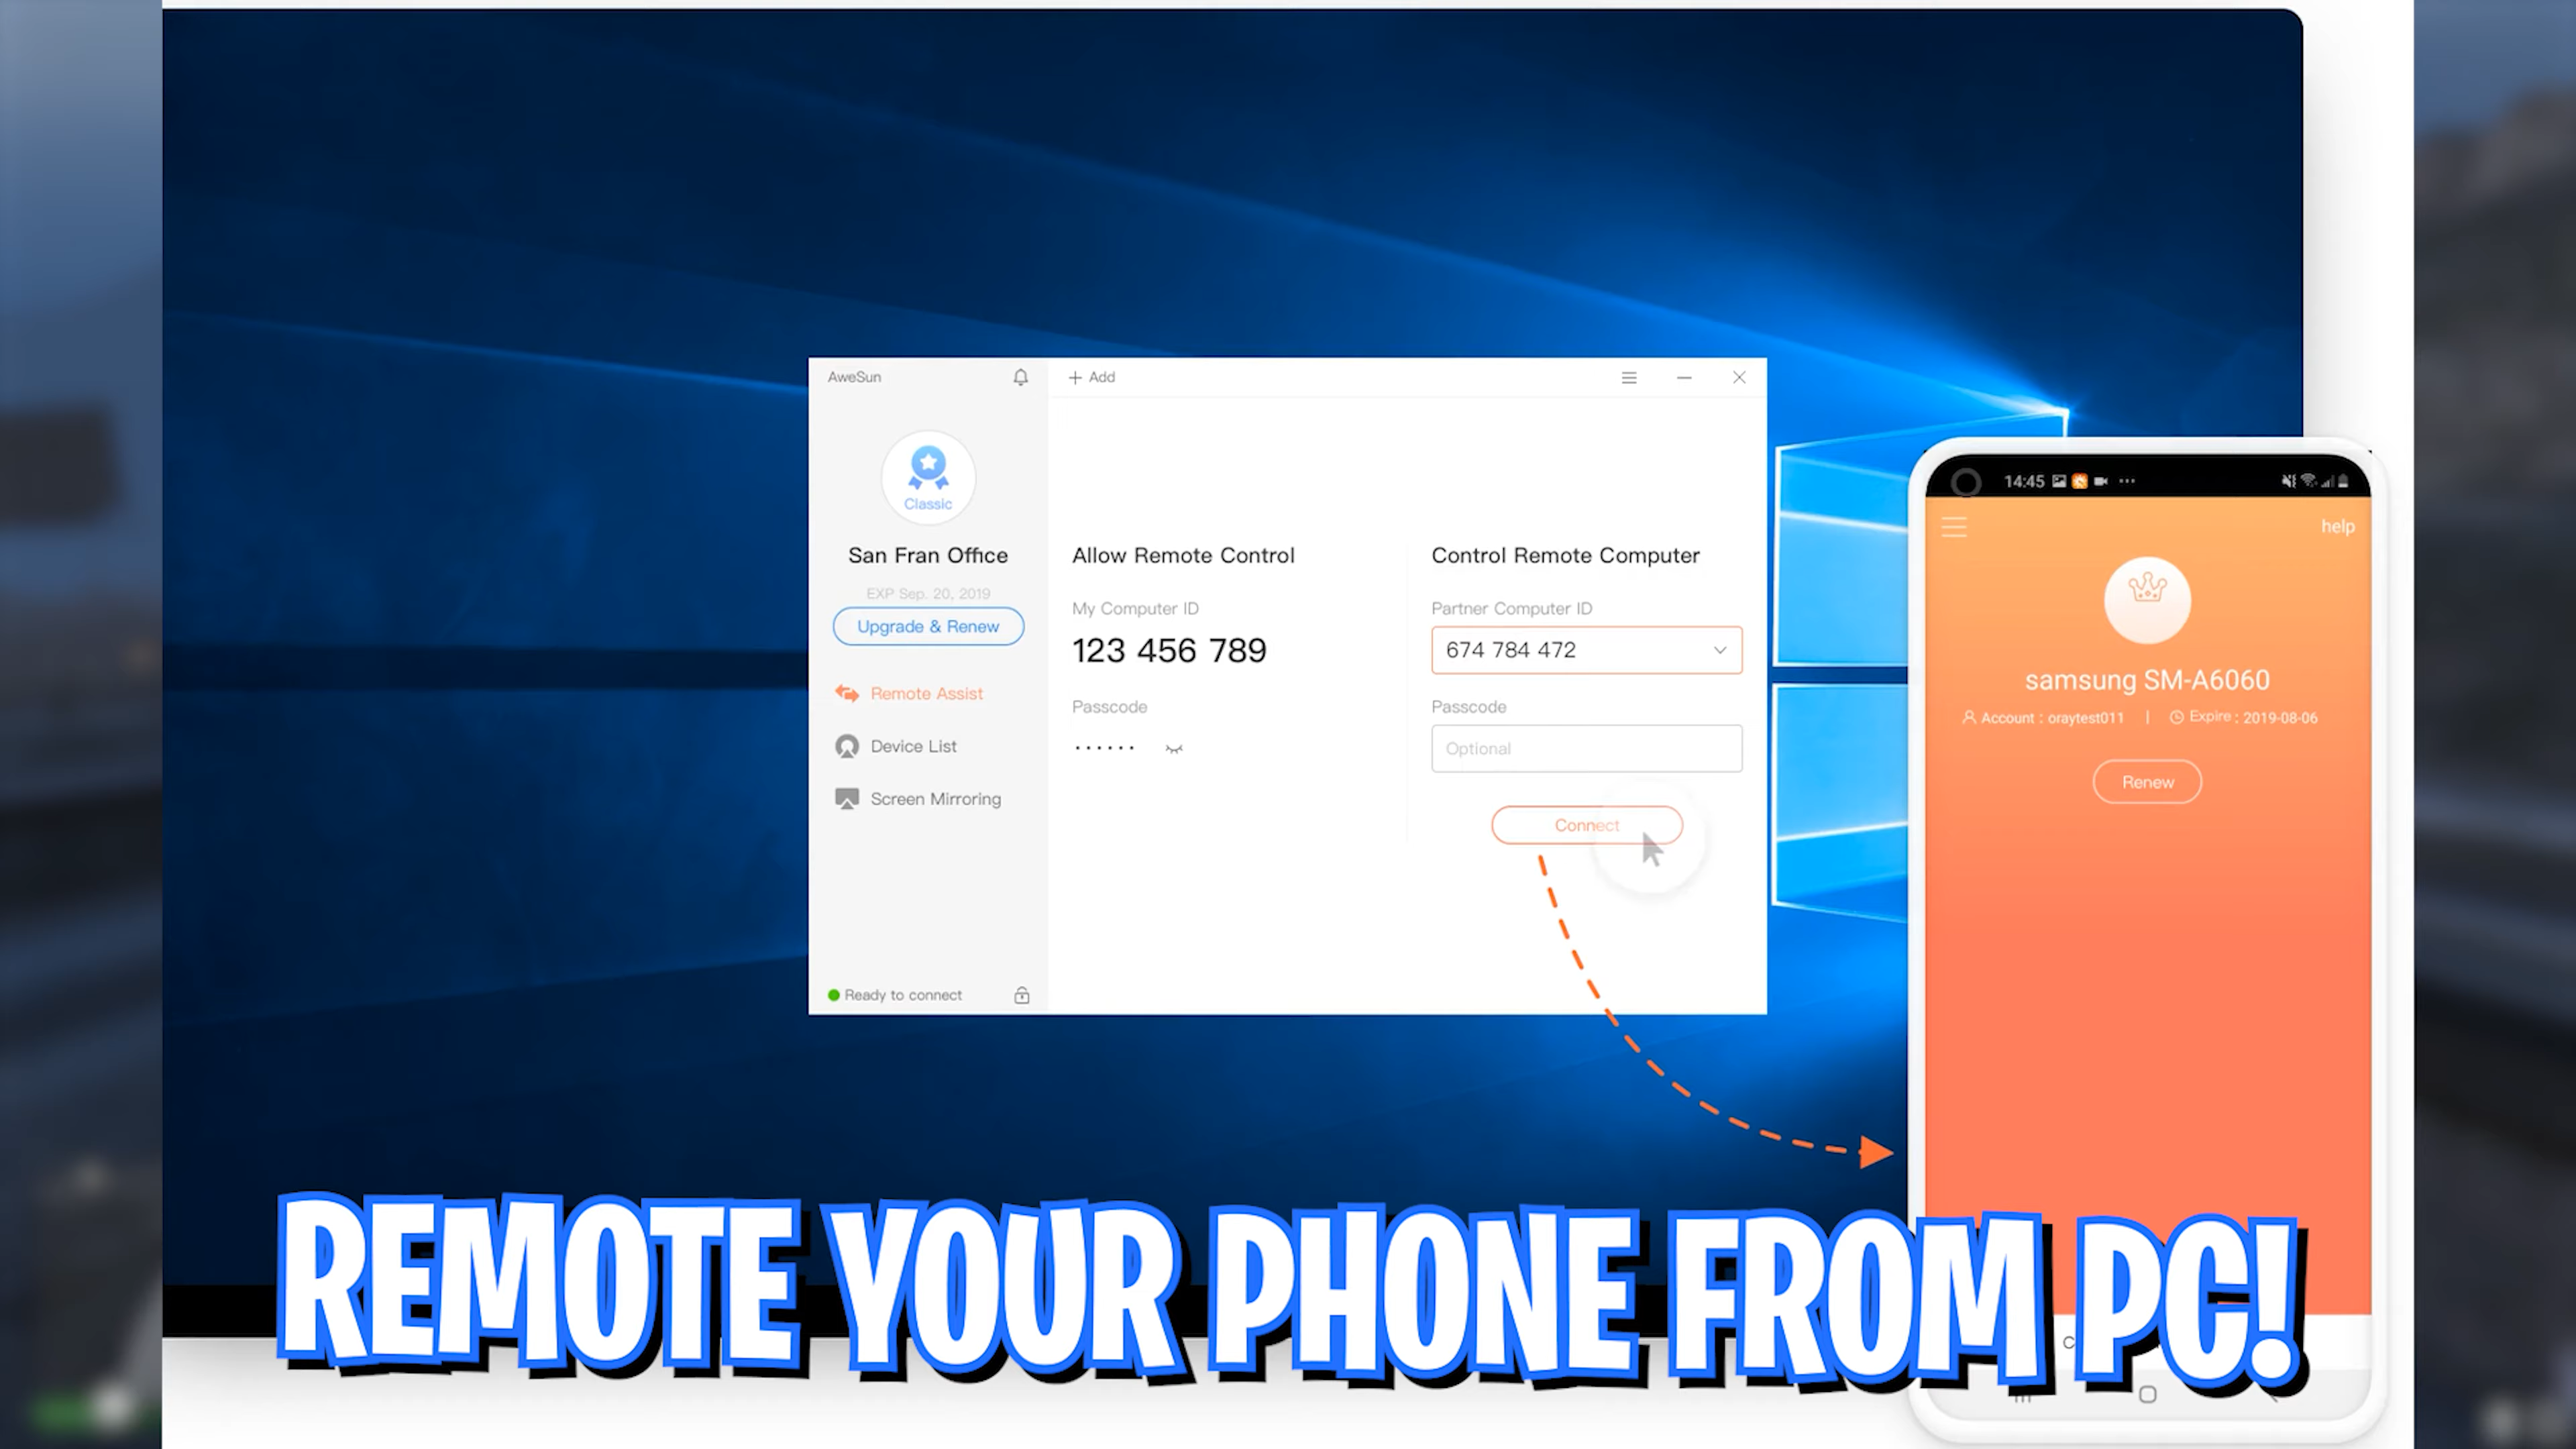 AweSun
+ Add
Classic
San Fran Office
EXP Sep. 20, 2019
Upgrade & Renew
Remote Assist
Device List
Screen Mirroring
Ready to connect
Allow Remote Control
My Computer ID
123 456 789
Passcode
······
Control Remote Computer
Partner Computer ID
674 784 472
Passcode
Optional
Connect
14:45
help
samsung SM-A6060
Account : oraytest011 | Expire : 2019-08-06
Renew
REMOTE YOUR PHONE FROM PC!